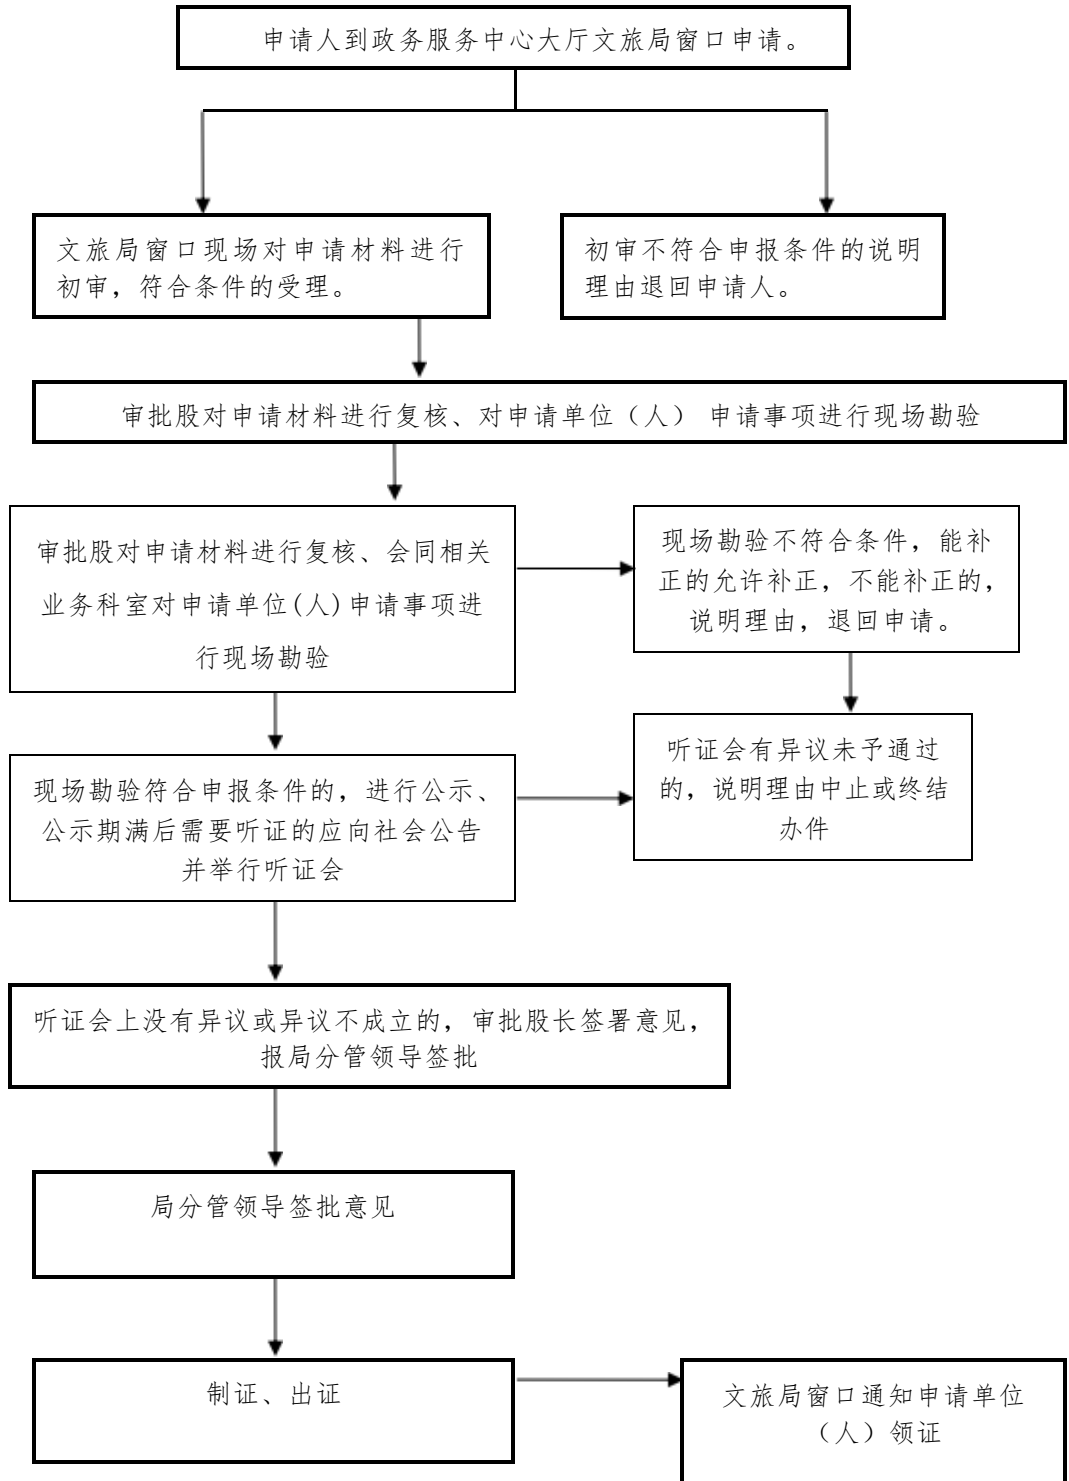 申请人到政务服务中心大厅文旅局窗口申请。
文旅局窗口现场对申请材料进行
初审，符合条件的受理。
初审不符合申报条件的说明
理由退回申请人。
审批股对申请材料进行复核、对申请单位（人） 申请事项进行现场勘验
审批股对申请材料进行复核、会同相关
业务科室对申请单位(人)申请事项进
行现场勘验
现场勘验不符合条件，能补
正的允许补正，不能补正的，
说明理由，退回申请。
现场勘验符合申报条件的，进行公示、
公示期满后需要听证的应向社会公告
并举行听证会
听证会有异议未予通过
的，说明理由中止或终结
办件
听证会上没有异议或异议不成立的，审批股长签署意见，
报局分管领导签批
局分管领导签批意见
制证、出证
文旅局窗口通知申请单位
（人）领证